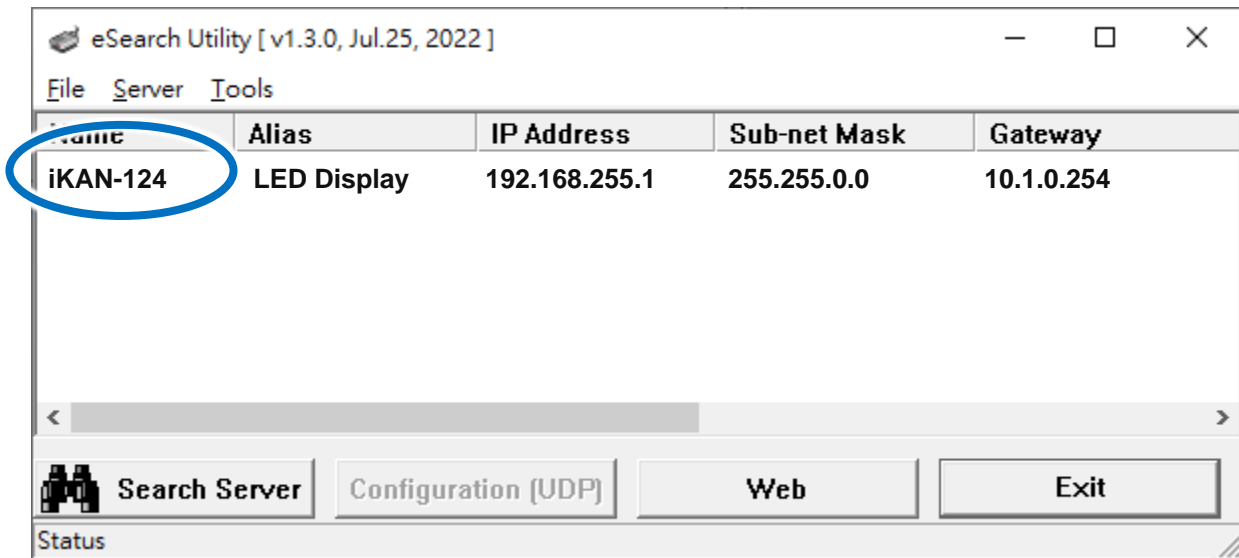 eSearch Utility [ v1.3.0, Jul.25, 2022 ]
File Server Tools
Name Alias IP Address Sub-net Mask Gateway
iKAN-124 LED Display 192.168.255.1 255.255.0.0 10.1.0.254
Search Server Configuration (UDP) Web Exit
Status